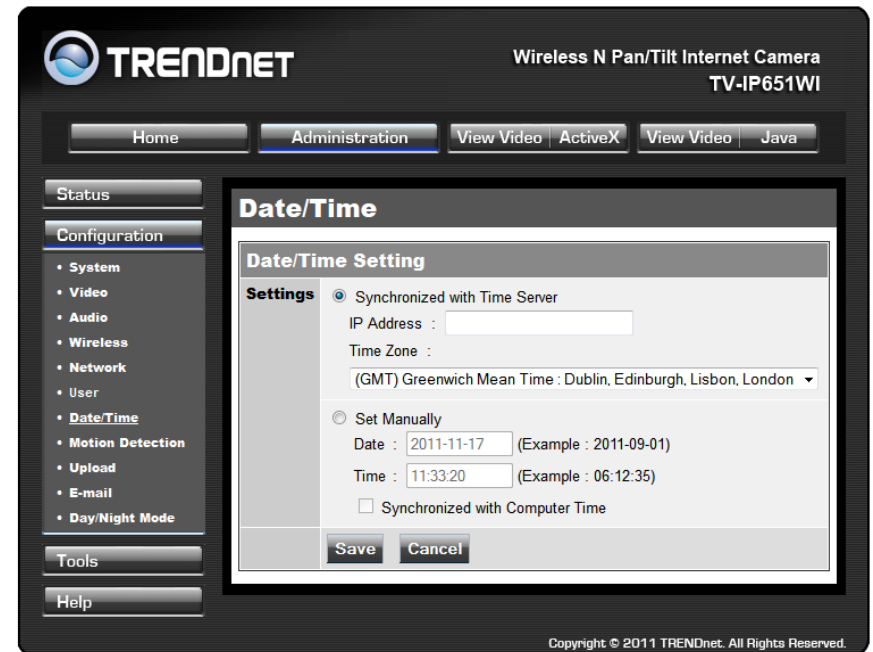 TRENDnet
Wireless N Pan/Tilt Internet Camera
TV-IP651WI
Home
Administration
View Video | ActiveX
View Video | Java
Status
Configuration
• System
• Video
• Audio
• Wireless
• Network
• User
• Date/Time
• Motion Detection
• Upload
• E-mail
• Day/Night Mode
Tools
Help
Date/Time
Date/Time Setting
Settings
Synchronized with Time Server
IP Address :
Time Zone :
(GMT) Greenwich Mean Time : Dublin, Edinburgh, Lisbon, London
Set Manually
Date : 2011-11-17 (Example : 2011-09-01)
Time : 11:33:20 (Example : 06:12:35)
Synchronized with Computer Time
Save Cancel
Copyright © 2011 TRENDnet. All Rights Reserved.